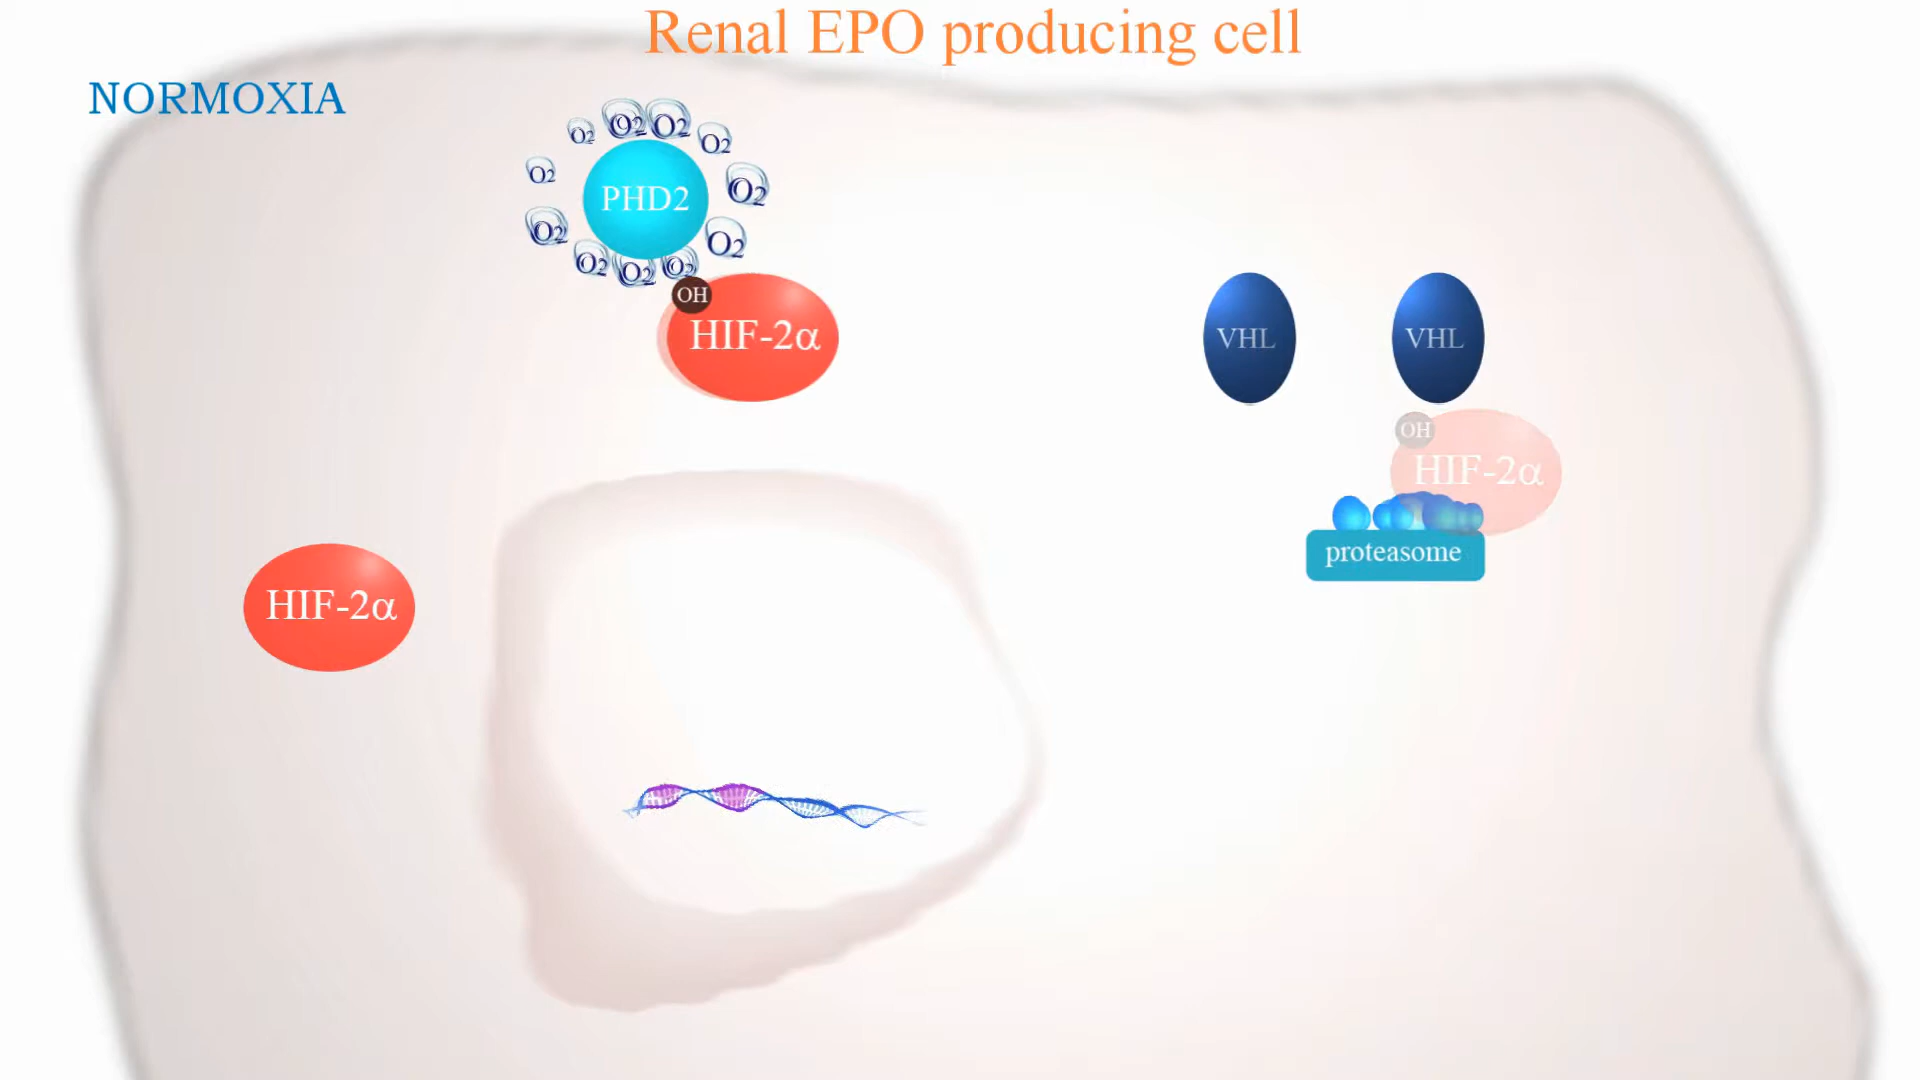 Renal EPO producing cell
NORMOXIA
O2
O2
O2
O2
O2
O2
O2
O2
O2
O2
O2
PHD2
OH
HIF-2α
VHL
VHL
OH
HIF-2α
proteasome
HIF-2α